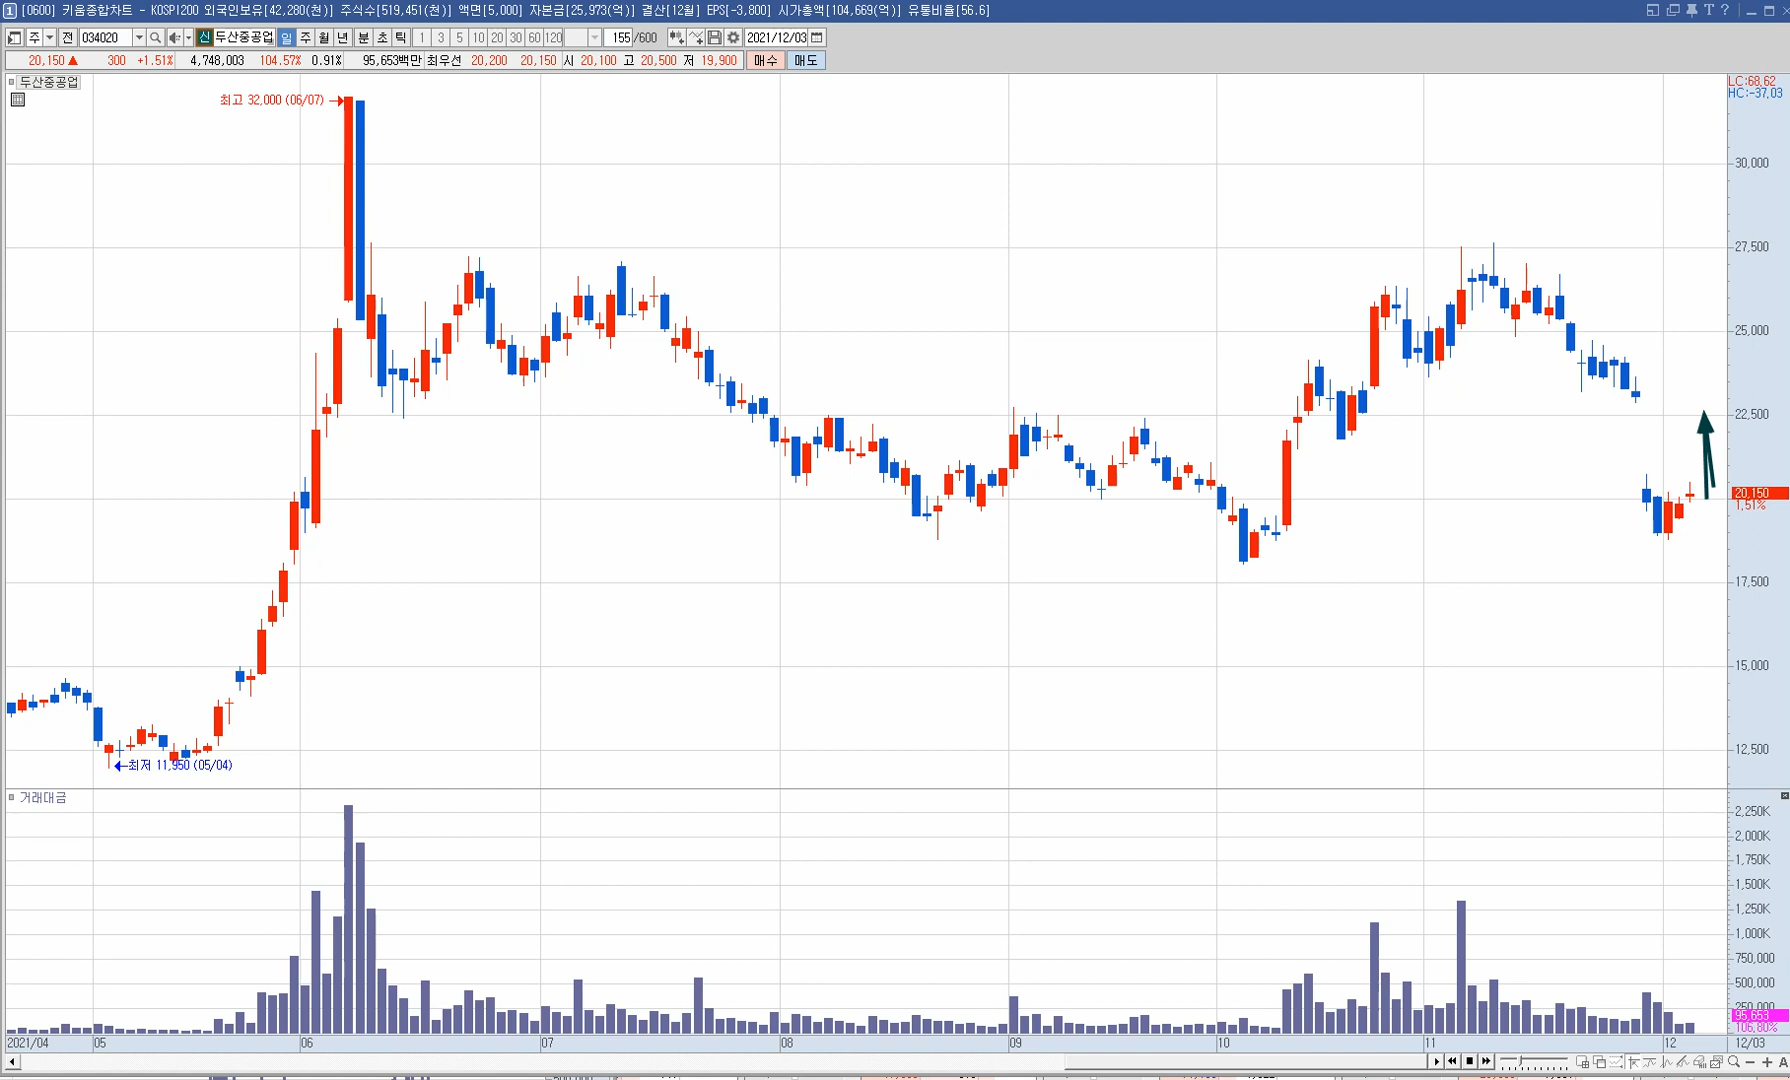 1 [0600] 키움종합차트 - KOSPI200 외국인보유[42,280(천)] 주식수[519,451(천)] 액면[5,000] 자본금[25,973(억)] 결산[12월] EPS[-3,800] 시가총액[104,669(억)] 유통비율[56.6] T ?
주 전 034020 신 두산중공업 일 주 월 년 분 초 틱 1 3 5 10 20 30 60 120 155 /600 2021/12/03
20,150 ▲ 300 +1.51% 4,748,003 104.57% 0.91% 95,653백만 최우선 20,200 20,150 시 20,100 고 20,500 저 19,900 매수 매도
두산중공업
LC:68,62
HC:-37,03
최고 32,000 (06/07)
30,000
27,500
25,000
22,500
20,150
1,51%
17,500
15,000
12,500
최저 11,950 (05/04)
거래대금
2,250K
2,000K
1,750K
1,500K
1,250K
1,000K
750,000
500,000
250,000
95,653
106,80%
2021/04 05 06 07 08 09 10 11 12 12/03
A